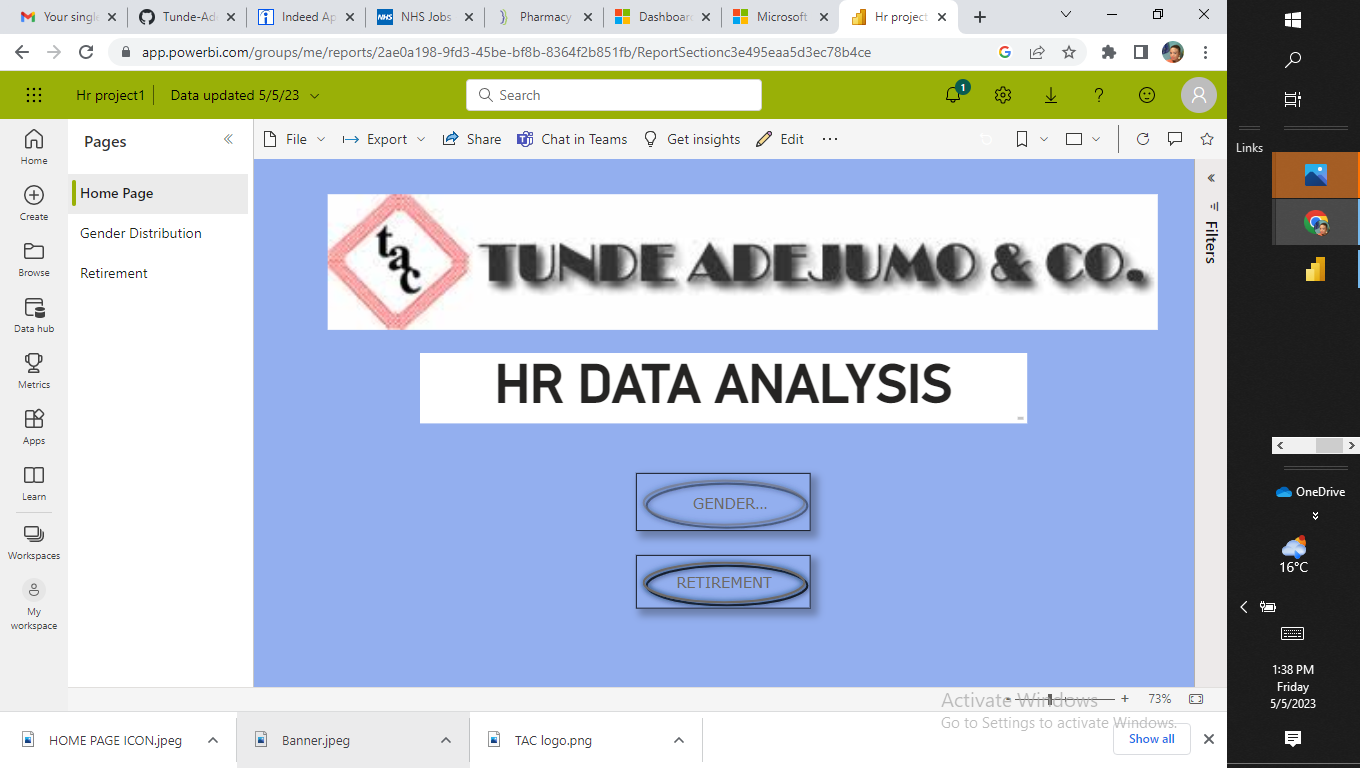 Your single
Tunde-Ad
Indeed Ap
NHS Jobs
Pharmacy
Dashboar
Microsoft
Hr project
app.powerbi.com/groups/me/reports/2ae0a198-9fd3-45be-bf8b-8364f2b851fb/ReportSectionc3e495eaa5d3ec78b4ce
Hr project1
Data updated 5/5/23
Search
1
Links
Home
Create
Browse
Data hub
Metrics
Apps
Learn
Workspaces
My
workspace
Pages
Home Page
Gender Distribution
Retirement
File
Export
Share
Chat in Teams
Get insights
Edit
Filters
tac
TUNDE ADEJUMO & CO.
HR DATA ANALYSIS
GENDER...
RETIREMENT
73%
Activate Windows
Go to Settings to activate Windows.
HOME PAGE ICON.jpeg
Banner.jpeg
TAC logo.png
Show all
OneDrive
16°C
1:38 PM
Friday
5/5/2023